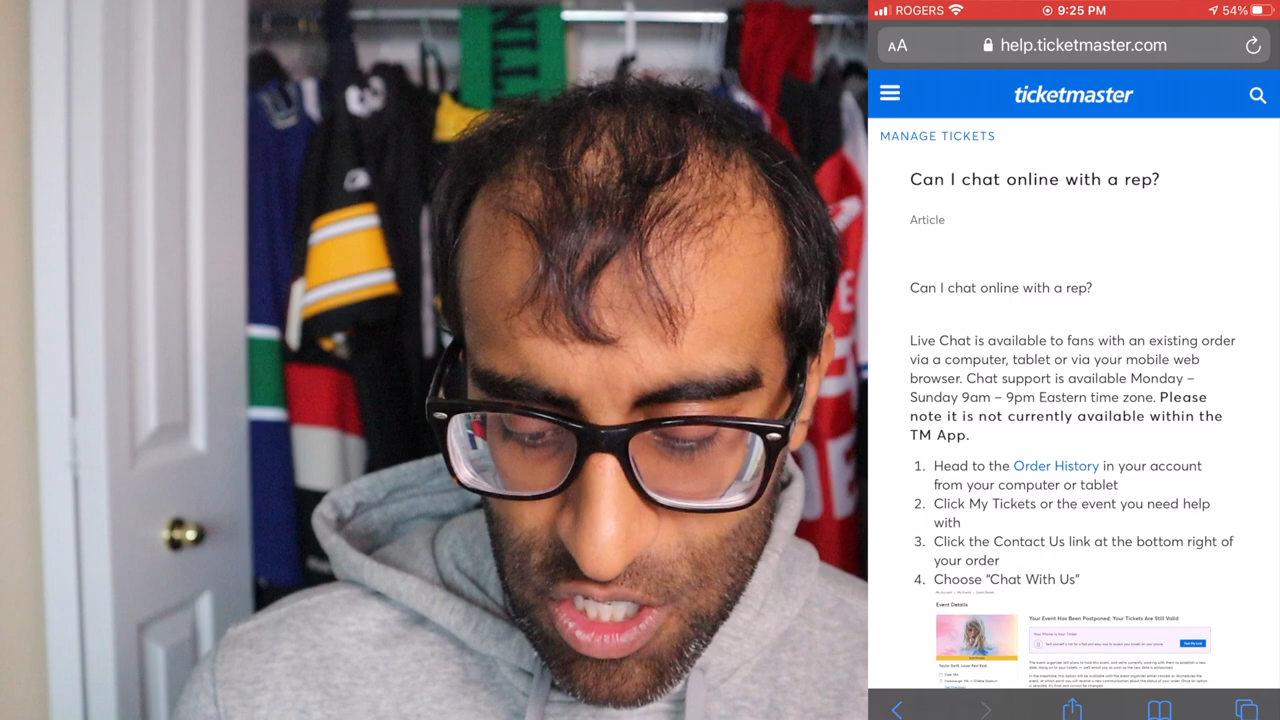 ROGERS 9:25 PM 54%
AA help.ticketmaster.com
ticketmaster
MANAGE TICKETS
Can I chat online with a rep?
Article
Can I chat online with a rep?
Live Chat is available to fans with an existing order
via a computer, tablet or via your mobile web
browser. Chat support is available Monday –
Sunday 9am – 9pm Eastern time zone. Please
note it is not currently available within the
TM App.
1. Head to the Order History in your account
from your computer or tablet
2. Click My Tickets or the event you need help
with
3. Click the Contact Us link at the bottom right of
your order
4. Choose "Chat With Us"
Event Details
Your Event Has Been Postponed: Your Tickets Are Still Valid
Your Phone Is Your Ticket